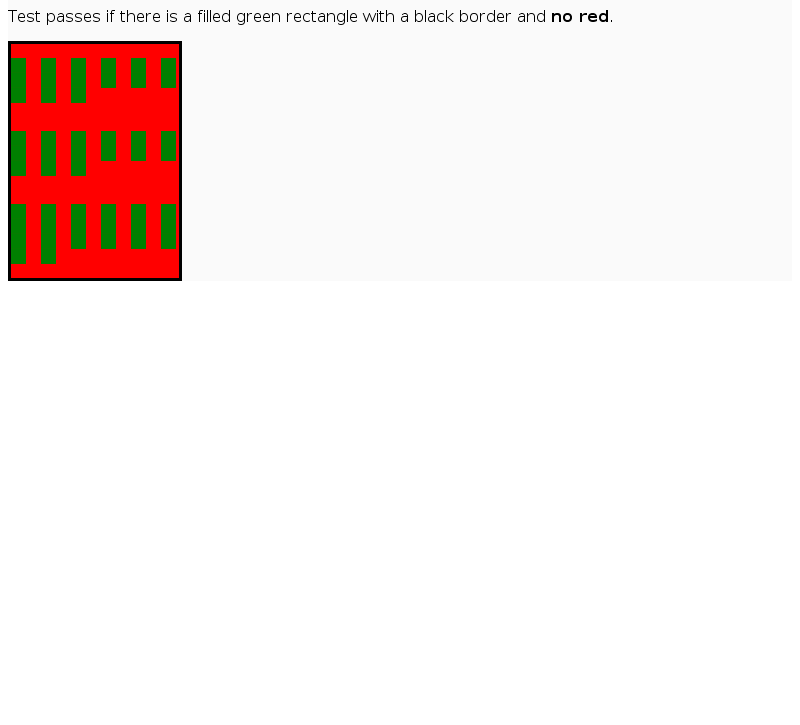 Test passes if there is a filled green rectangle with a black border and no red.